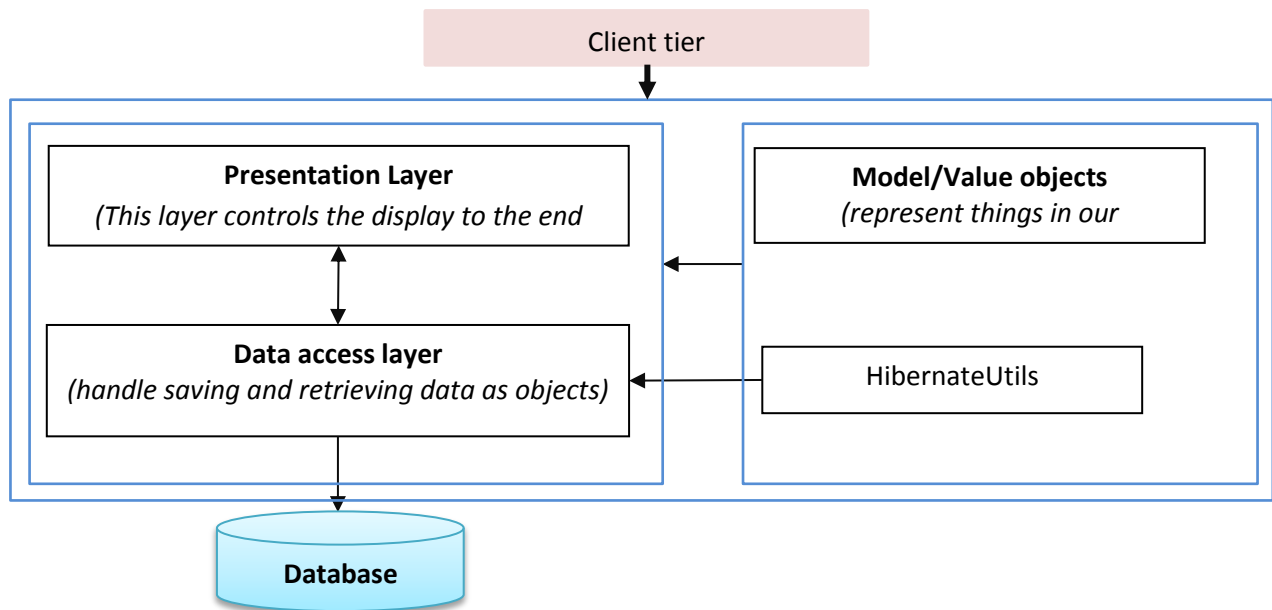 Client tier
Presentation Layer
(This layer controls the display to the end
Model/Value objects
(represent things in our
Data access layer
(handle saving and retrieving data as objects)
HibernateUtils
Database